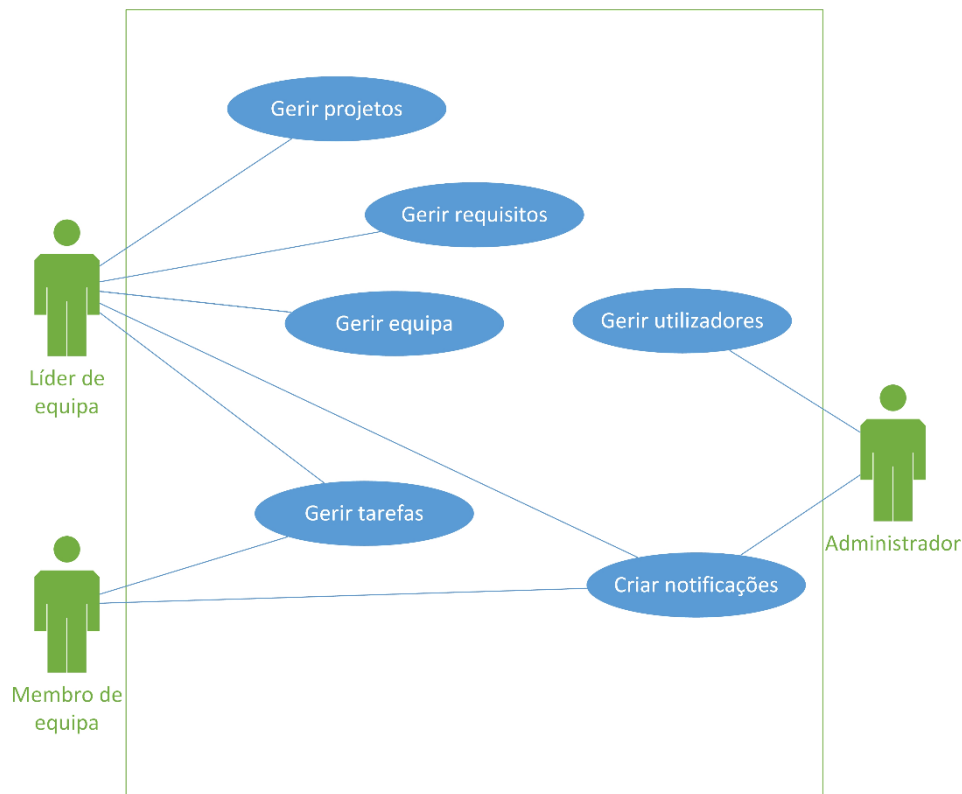 Gerir projetos
Gerir requisitos
Gerir equipa
Gerir utilizadores
Líder de
equipa
Gerir tarefas
Administrador
Criar notificações
Membro de
equipa